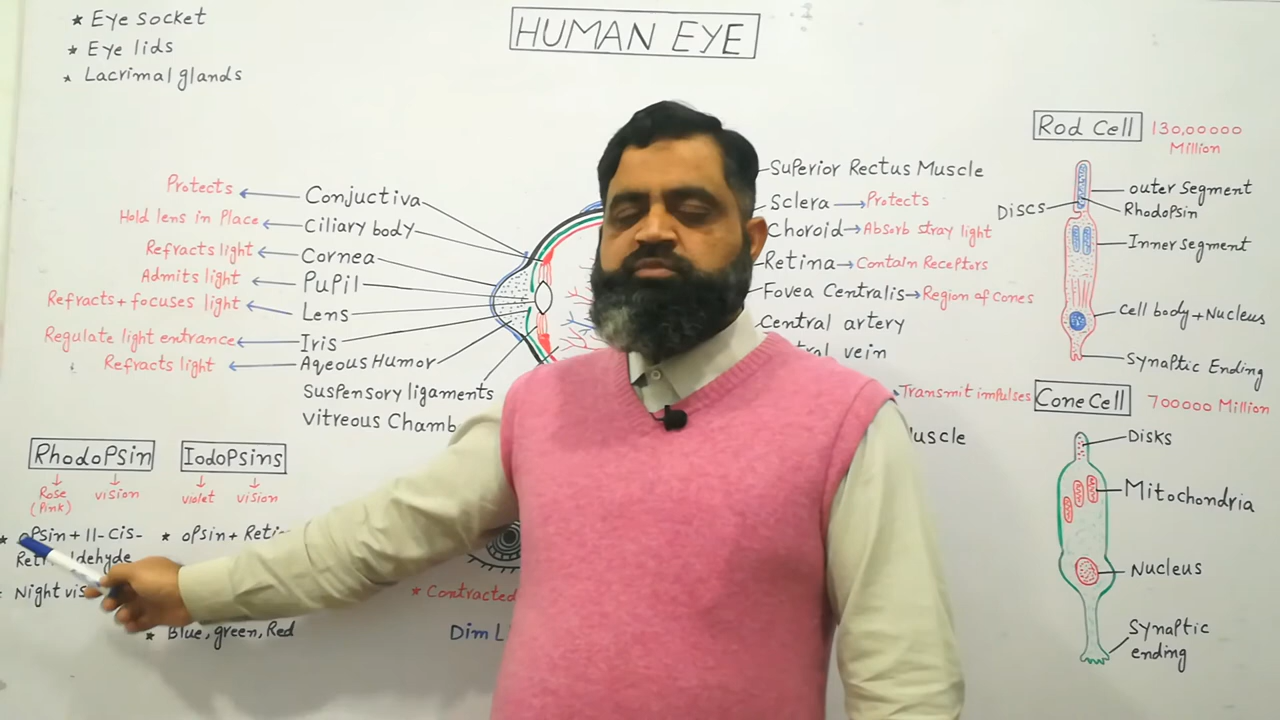 * Eye socket
* Eye lids
* Lacrimal glands
HUMAN EYE
Protects ← Conjuctiva
Hold lens in Place ← Ciliary body
Refracts light ← Cornea
Admits light ← Pupil
Refracts + focuses light ← Lens
Regulate light entrance ← Iris
Refracts light ← Aqeous Humor
Suspensory ligaments
Vitreous Chamb
Superior Rectus Muscle
Sclera → Protects
Choroid → Absorb stray light
Retina → Contain Receptors
Fovea Centralis → Region of Cones
Central artery
vein
Transmit impulses
Rod Cell
130,00000
Million
outer Segment
Discs
Rhodopsin
Inner segment
Cell body + Nucleus
Synaptic Ending
Cone Cell
700000 Million
Disks
Mitochondria
Nucleus
Synaptic
ending
Rhodopsin
↓ ↓
Rose vision
(Pink)
* opsin + 11-cis-
Night
Iodopsins
↓ ↓
violet vision
* opsin +
* Blue, green, Red
* Contracted
Dim